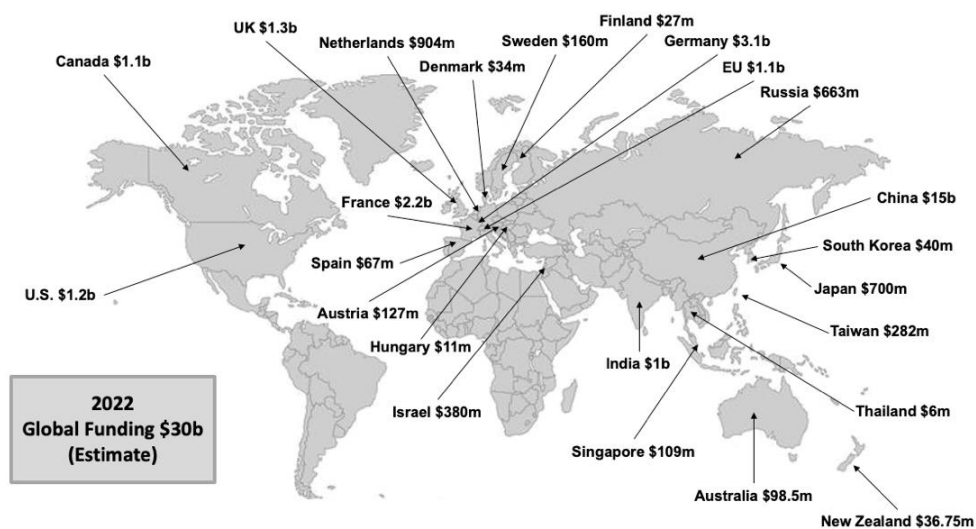 Finland $27m
UK $1.3b
Sweden $160m
Germany $3.1b
Netherlands $904m
Canada $1.1b
Denmark $34m
EU $1.1b
Russia $663m
France $2.2b
China $15b
South Korea $40m
Spain $67m
Japan $700m
U.S. $1.2b
Austria $127m
Taiwan $282m
Hungary $11m
India $1b
2022
Global Funding $30b
(Estimate)
Israel $380m
Thailand $6m
Singapore $109m
Australia $98.5m
New Zealand $36.75m